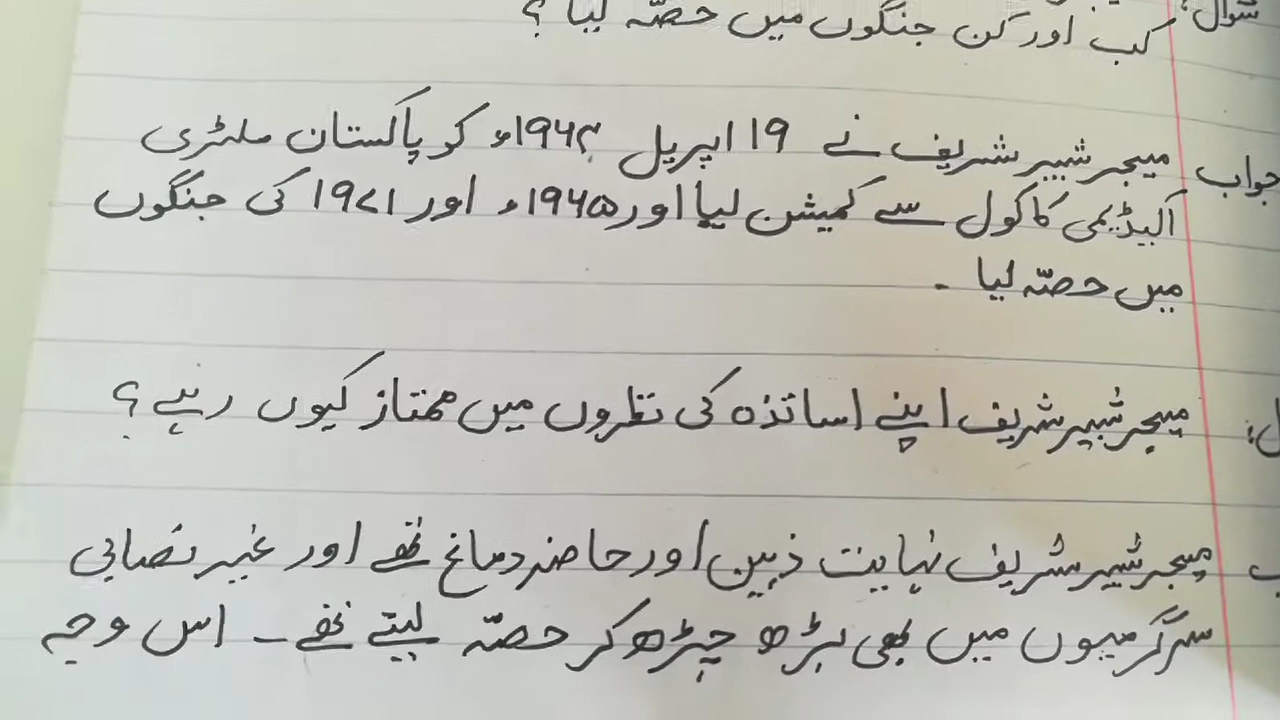 سوال:
کب اور کن جنگوں میں حصّہ لیا ؟
جواب میجر شبیر شریف نے ۱۹ اپریل ۱۹۶۴ء کو پاکستان ملٹری
اکیڈیمی کاکول سے کمیشن لیا اور ۱۹۶۵ء اور ۱۹۷۱ کی جنگوں
میں حصّہ لیا ۔
میجر شبیر شریف اپنے اساتذہ کی نظروں میں ممتاز کیوں رہے؟
میجر شبیر شریف نہایت ذہین اور حاضر دماغ تھے اور غیر نصابی
سرگرمیوں میں بھی بڑھ چڑھ کر حصّہ لیتے تھے ۔ اس وجہ